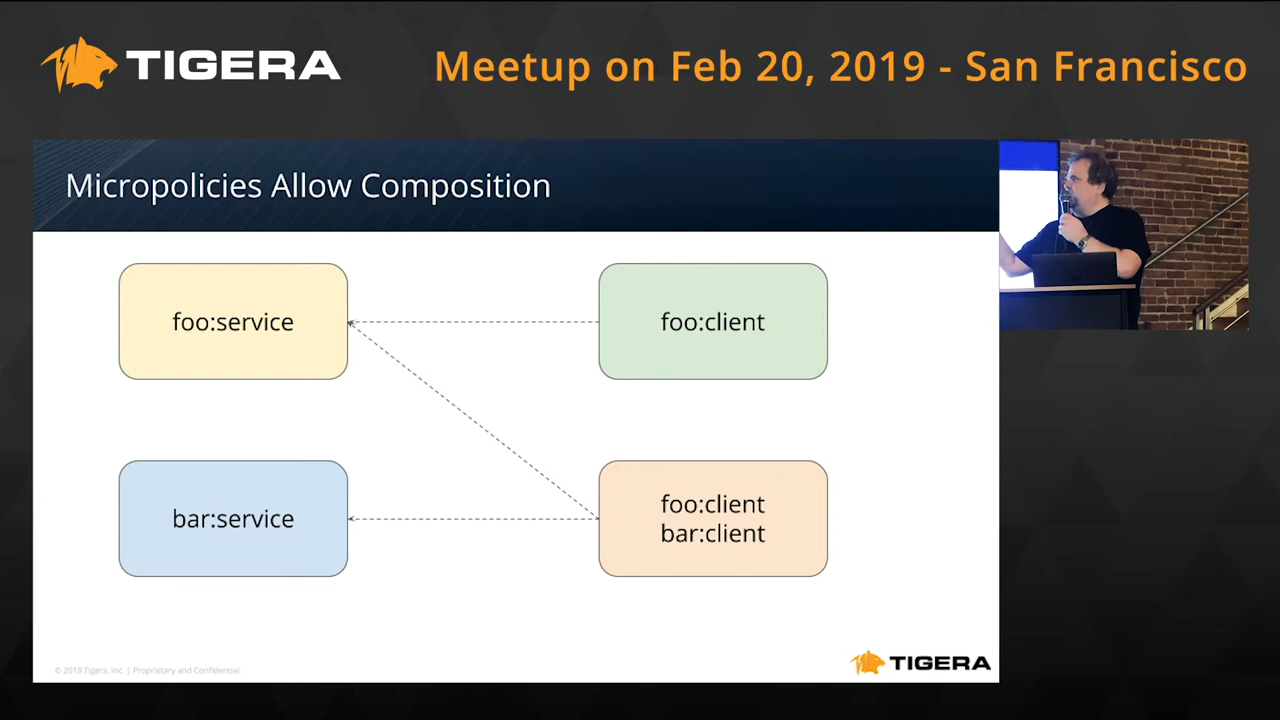 TIGERA
Meetup on Feb 20, 2019 - San Francisco
Micropolicies Allow Composition
foo:service
foo:client
bar:service
foo:client
bar:client
© 2018 Tigera, Inc. | Proprietary and Confidential
TIGERA